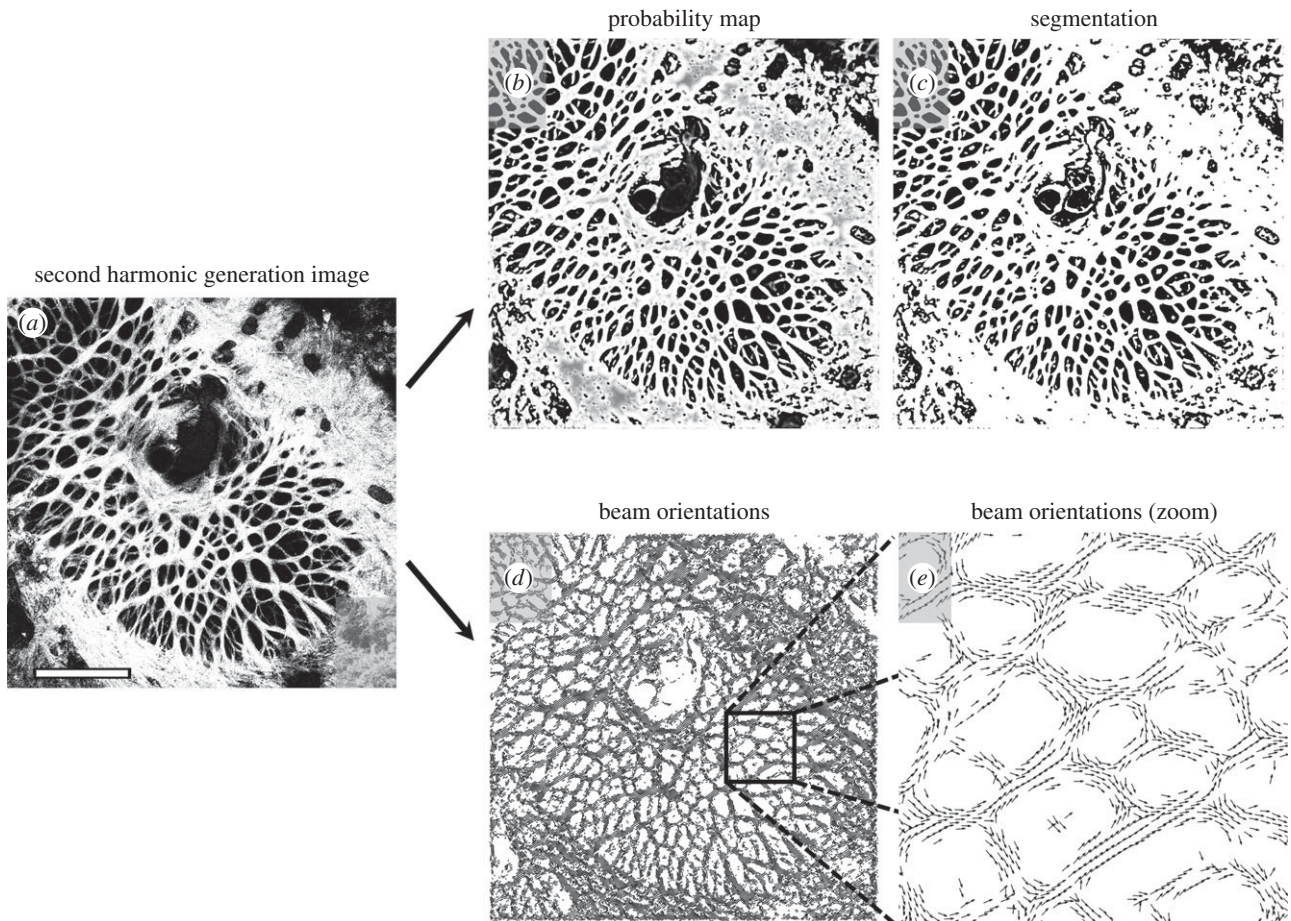 probability map
segmentation
(b)
(c)
second harmonic generation image
(a)
beam orientations
beam orientations (zoom)
(d)
(e)